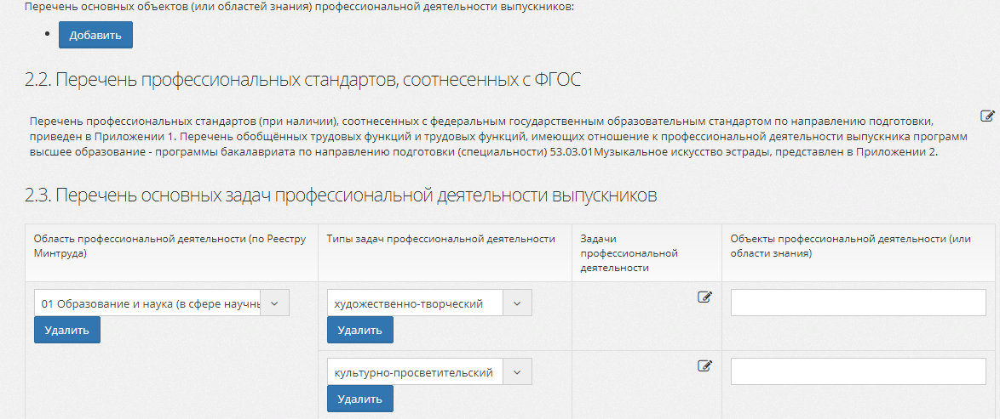 Перечень основных объектов (или областей знания) профессиональной деятельности выпускников:
Добавить
2.2. Перечень профессиональных стандартов, соотнесенных с ФГОС
Перечень профессиональных стандартов (при наличии), соотнесенных с федеральным государственным образовательным стандартом по направлению подготовки,
приведен в Приложении 1. Перечень обобщённых трудовых функций и трудовых функций, имеющих отношение к профессиональной деятельности выпускника программ
высшее образование - программы бакалавриата по направлению подготовки (специальности) 53.03.01Музыкальное искусство эстрады, представлен в Приложении 2.
2.3. Перечень основных задач профессиональной деятельности выпускников
Область профессиональной деятельности (по Реестру
Минтруда)
Типы задач профессиональной деятельности
Задачи
профессиональной
деятельности
Объекты профессиональной деятельности (или
области знания)
01 Образование и наука (в сфере научн
Удалить
художественно-творческий
Удалить
культурно-просветительский
Удалить